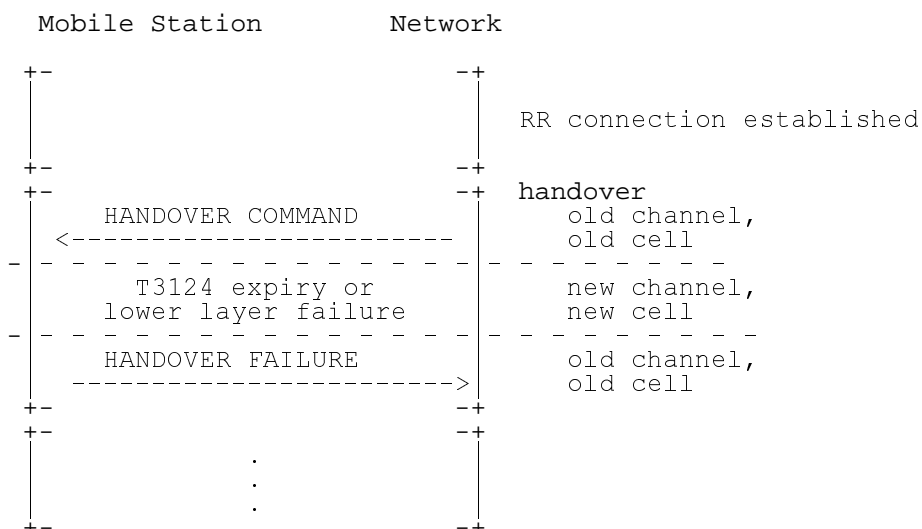 Mobile Station Network
RR connection established
handover
HANDOVER COMMAND old channel,
old cell
T3124 expiry or new channel,
lower layer failure new cell
HANDOVER FAILURE old channel,
old cell